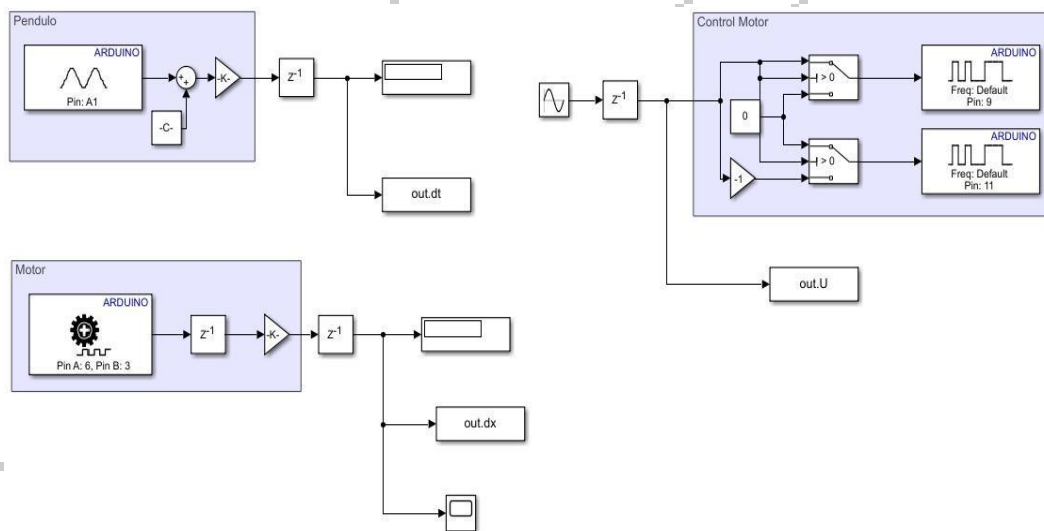 Pendulo
ARDUINO
Pin: A1
-C-
-K-
Z-1
out.dt
Motor
ARDUINO
Pin A: 6, Pin B: 3
Z-1
-K-
Z-1
out.dx
Z-1
out.U
Control Motor
0
-1
> 0
> 0
ARDUINO
Freq: Default
Pin: 9
ARDUINO
Freq: Default
Pin: 11